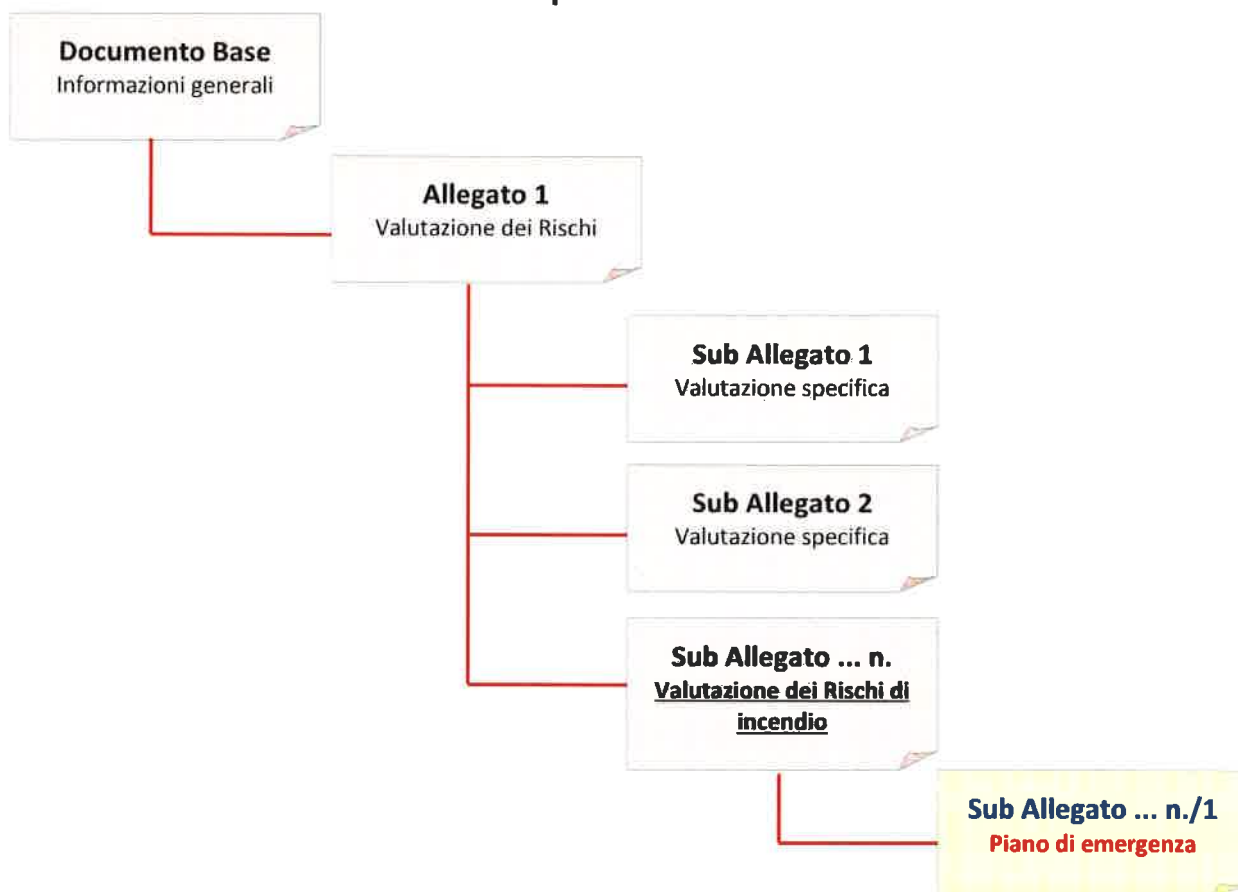 Documento Base
Informazioni generali
Allegato 1
Valutazione dei Rischi
Sub Allegato 1
Valutazione specifica
Sub Allegato 2
Valutazione specifica
Sub Allegato ... n.
Valutazione dei Rischi di
incendio
Sub Allegato ... n./1
Piano di emergenza